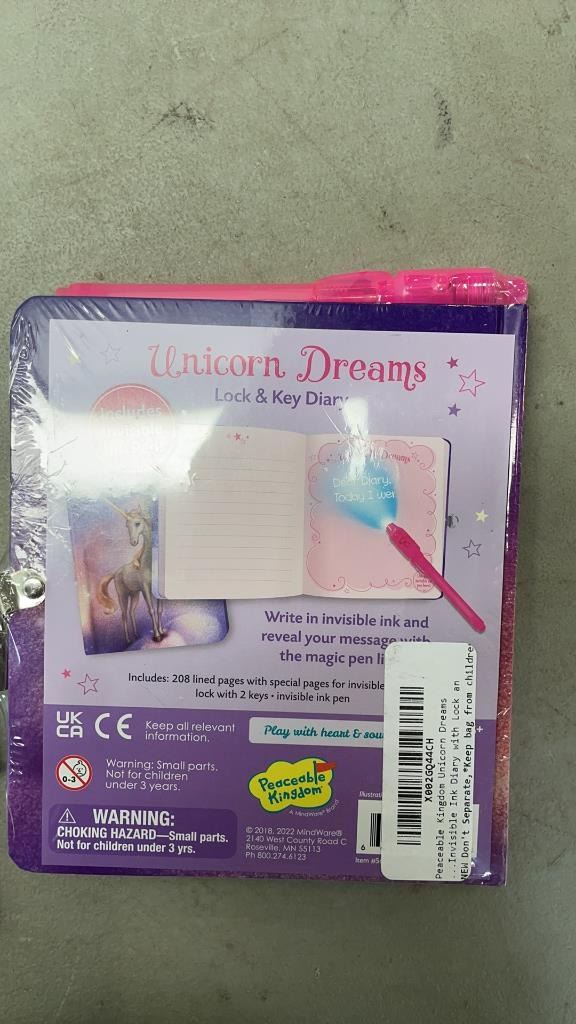 Unicorn Dreams
Lock & Key Diary
Includes
Dear Diary,
Today I wen
Write in invisible ink and
reveal your message with
the magic pen
Includes: 208 lined pages with special pages for invisible
lock with 2 keys • invisible ink pen
UK
CA
CE
Keep all relevant
information.
Play with heart & sou
0-3
Warning: Small parts.
Not for children
under 3 years.
Peaceable
Kingdom
A MindWare Brand
WARNING:
CHOKING HAZARD—Small parts.
Not for children under 3 yrs.
© 2018, 2022 MindWare®
2140 West County Road C
Roseville, MN 55113
Ph 800.274.6123
6
Item
X002GQ44CH
Peaceable Kingdom Unicorn Dreams
...Invisible Ink Diary with Lock an
NEW Don't Separate,*Keep bag from childre